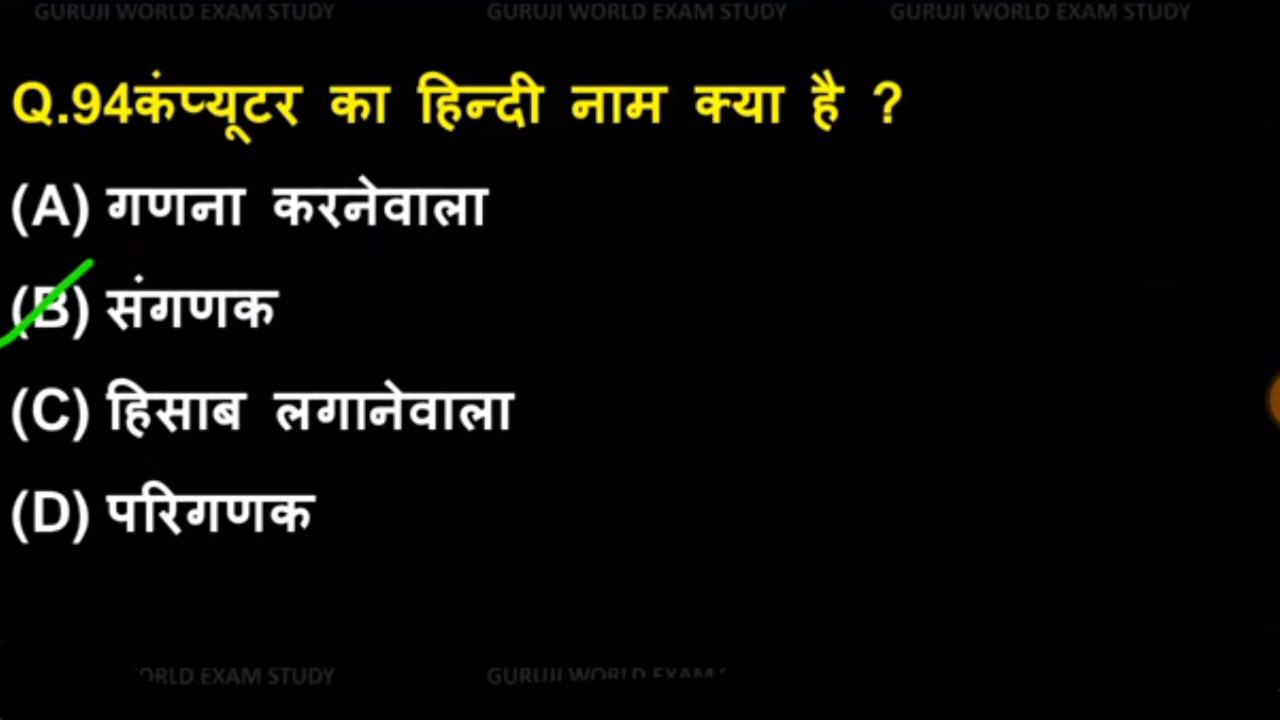 GURUJI WORLD EXAM STUDY GURUJI WORLD EXAM STUDY GURUJI WORLD EXAM STUDY
Q.94कंप्यूटर का हिन्दी नाम क्या है ?
(A) गणना करनेवाला
(B) संगणक
(C) हिसाब लगानेवाला
(D) परिगणक
WORLD EXAM STUDY GURUJI WORLD EXAM